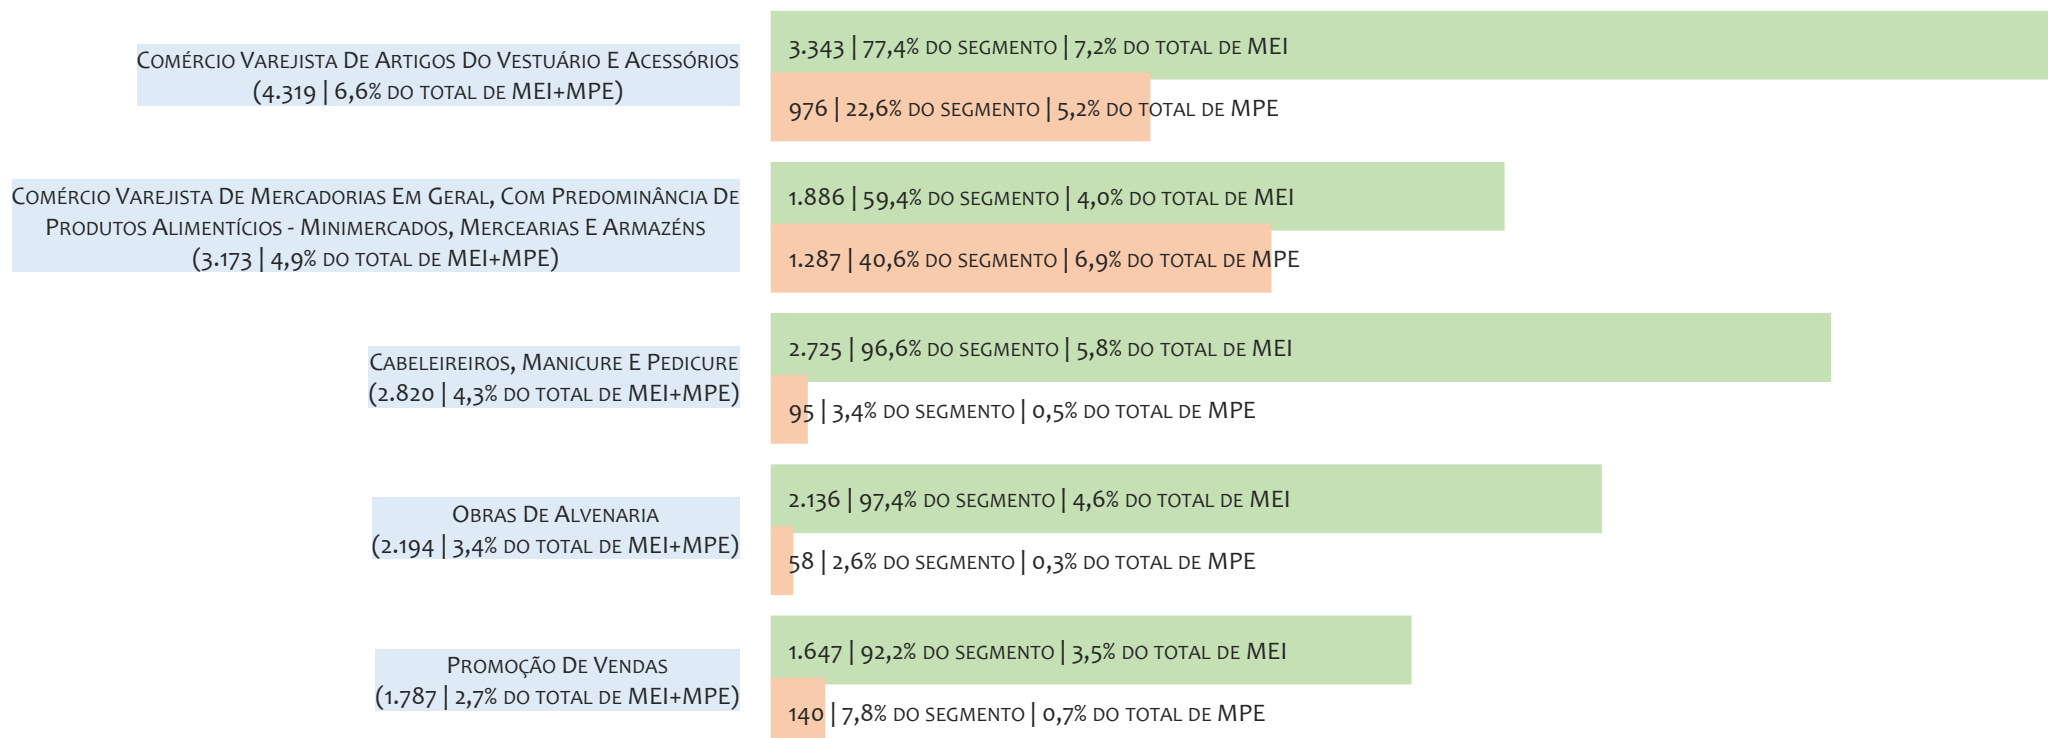 Comércio Varejista De Artigos Do Vestuário E Acessórios
(4.319 | 6,6% do total de MEI+MPE)
3.343 | 77,4% do segmento | 7,2% do total de MEI
976 | 22,6% do segmento | 5,2% do total de MPE
Comércio Varejista De Mercadorias Em Geral, Com Predominância De
Produtos Alimentícios - Minimercados, Mercearias E Armazéns
(3.173 | 4,9% do total de MEI+MPE)
1.886 | 59,4% do segmento | 4,0% do total de MEI
1.287 | 40,6% do segmento | 6,9% do total de MPE
Cabeleireiros, Manicure E Pedicure
(2.820 | 4,3% do total de MEI+MPE)
2.725 | 96,6% do segmento | 5,8% do total de MEI
95 | 3,4% do segmento | 0,5% do total de MPE
Obras De Alvenaria
(2.194 | 3,4% do total de MEI+MPE)
2.136 | 97,4% do segmento | 4,6% do total de MEI
58 | 2,6% do segmento | 0,3% do total de MPE
Promoção De Vendas
(1.787 | 2,7% do total de MEI+MPE)
1.647 | 92,2% do segmento | 3,5% do total de MEI
140 | 7,8% do segmento | 0,7% do total de MPE